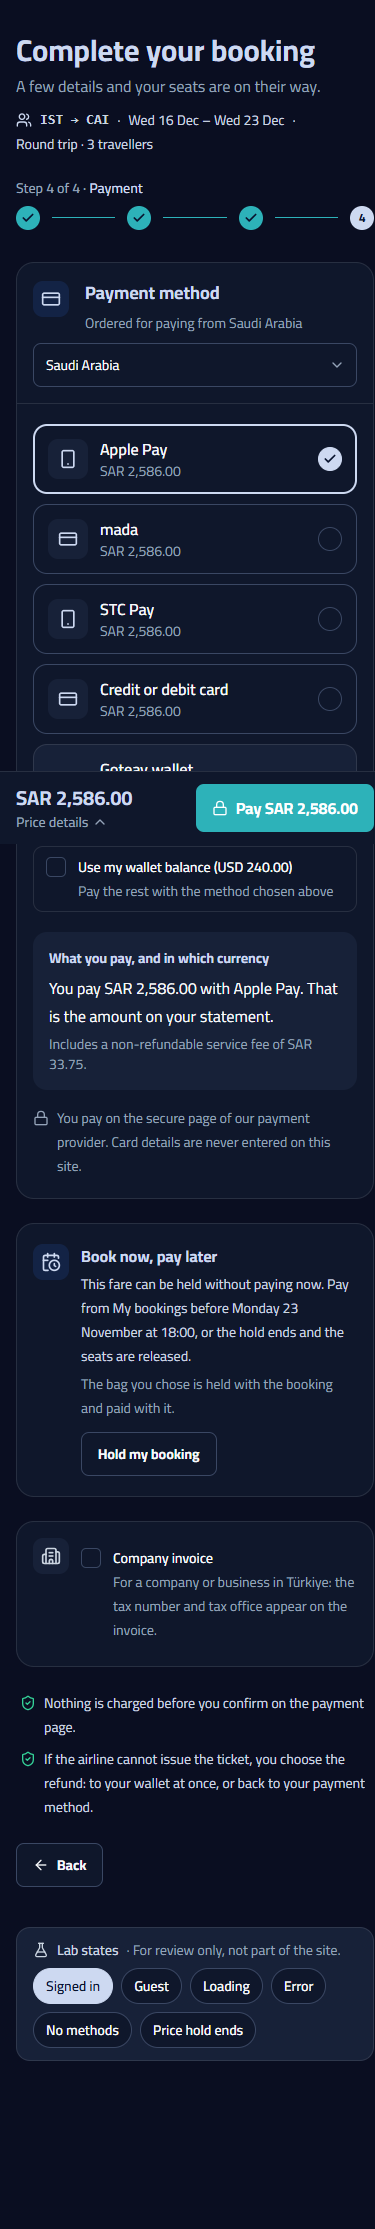 Complete your booking
A few details and your seats are on their way.
IST → CAI · Wed 16 Dec – Wed 23 Dec ·
Round trip · 3 travellers
Step 4 of 4 · Payment
4
Payment method
Ordered for paying from Saudi Arabia
Saudi Arabia
Apple Pay
SAR 2,586.00
mada
SAR 2,586.00
STC Pay
SAR 2,586.00
Credit or debit card
SAR 2,586.00
Goteav wallet
SAR 2,586.00
Price details
Pay SAR 2,586.00
Use my wallet balance (USD 240.00)
Pay the rest with the method chosen above
What you pay, and in which currency
You pay SAR 2,586.00 with Apple Pay. That
is the amount on your statement.
Includes a non-refundable service fee of SAR
33.75.
You pay on the secure page of our payment
provider. Card details are never entered on this
site.
Book now, pay later
This fare can be held without paying now. Pay
from My bookings before Monday 23
November at 18:00, or the hold ends and the
seats are released.
The bag you chose is held with the booking
and paid with it.
Hold my booking
Company invoice
For a company or business in Türkiye: the
tax number and tax office appear on the
invoice.
Nothing is charged before you confirm on the payment
page.
If the airline cannot issue the ticket, you choose the
refund: to your wallet at once, or back to your payment
method.
Back
Lab states · For review only, not part of the site.
Signed in
Guest
Loading
Error
No methods
Price hold ends